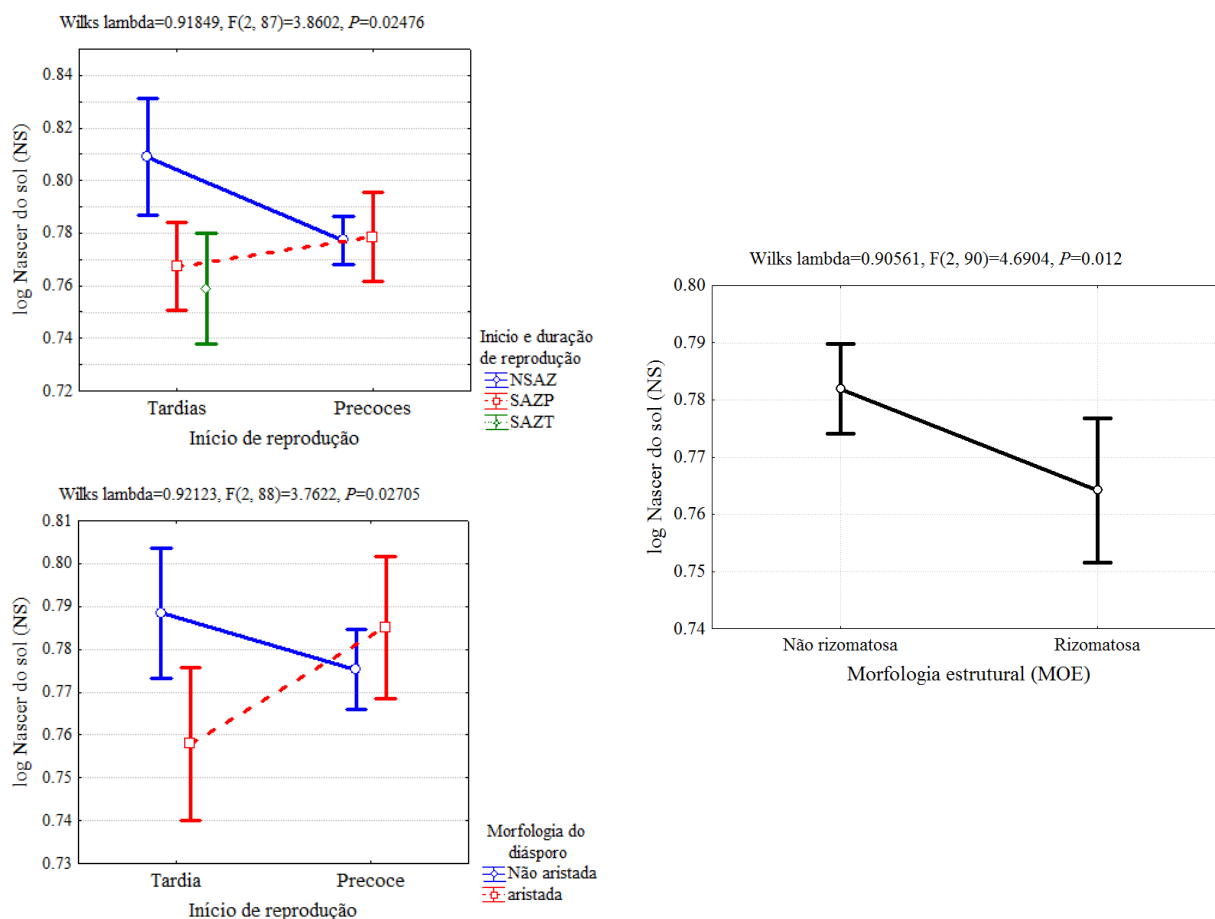 Wilks lambda=0.91849, F(2, 87)=3.8602, P=0.02476
log Nascer do sol (NS)
0.84
0.82
0.80
0.78
0.76
0.74
0.72
Tardias Precoces
Início de reprodução
Inicio e duração
de reprodução
NSAZ
SAZP
SAZT
Wilks lambda=0.92123, F(2, 88)=3.7622, P=0.02705
log Nascer do sol (NS)
0.81
0.80
0.79
0.78
0.77
0.76
0.75
0.74
0.73
Tardia Precoce
Início de reprodução
Morfologia do
diásporo
Não aristada
aristada
Wilks lambda=0.90561, F(2, 90)=4.6904, P=0.012
log Nascer do sol (NS)
0.80
0.79
0.78
0.77
0.76
0.75
0.74
Não rizomatosa Rizomatosa
Morfologia estrutural (MOE)